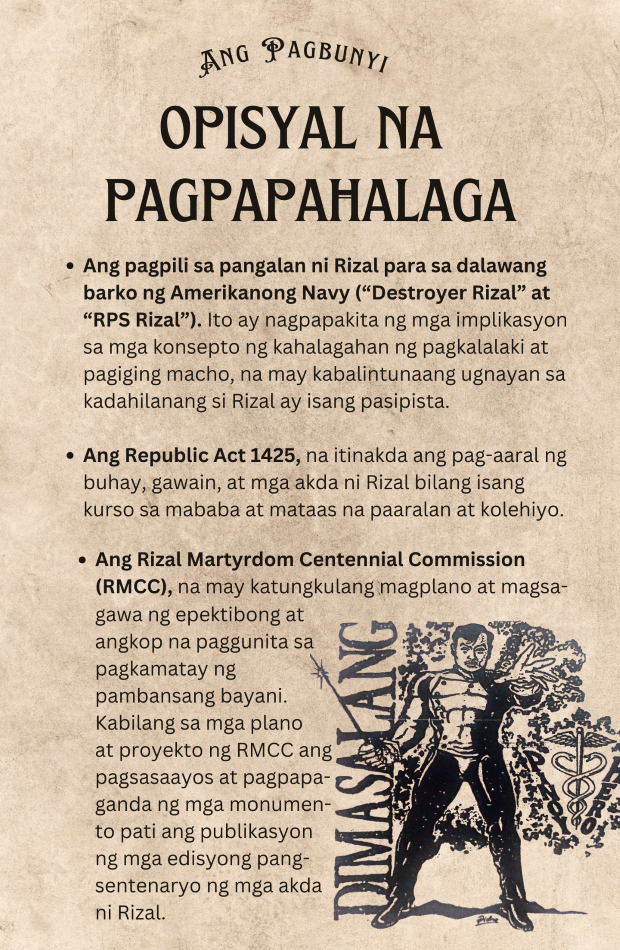 Ang Pagbunyi
OPISYAL NA
PAGPAPAHALAGA
• Ang pagpili sa pangalan ni Rizal para sa dalawang
barko ng Amerikanong Navy (“Destroyer Rizal” at
“RPS Rizal”). Ito ay nagpapakita ng mga implikasyon
sa mga konsepto ng kahalagahan ng pagkalalaki at
pagiging macho, na may kabalintunaang ugnayan sa
kadahilanang si Rizal ay isang pasipista.
• Ang Republic Act 1425, na itinakda ang pag-aaral ng
buhay, gawain, at mga akda ni Rizal bilang isang
kurso sa mababa at mataas na paaralan at kolehiyo.
• Ang Rizal Martyrdom Centennial Commission
(RMCC), na may katungkulang magplano at magsa-
gawa ng epektibong at
angkop na paggunita sa
pagkamatay ng
pambansang bayani.
Kabilang sa mga plano
at proyekto ng RMCC ang
pagsasaayos at pagpapa-
ganda ng mga monumen-
to pati ang publikasyon
ng mga edisyong pang-
sentenaryo ng mga akda
ni Rizal.
DIMASALANG
PINOY
HERO